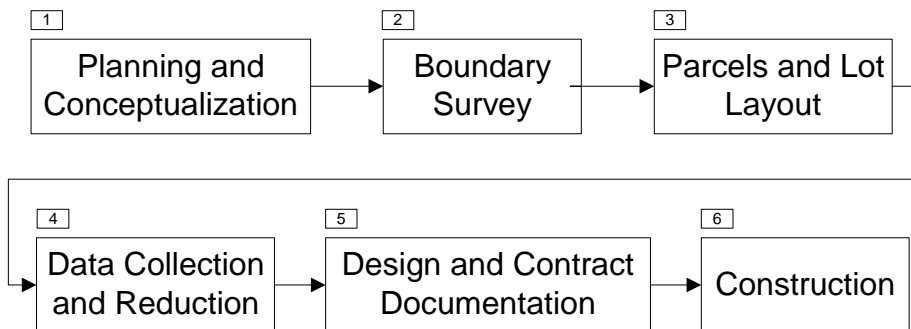 1
Planning and
Conceptualization
2
Boundary
Survey
3
Parcels and Lot
Layout
4
Data Collection
and Reduction
5
Design and Contract
Documentation
6
Construction